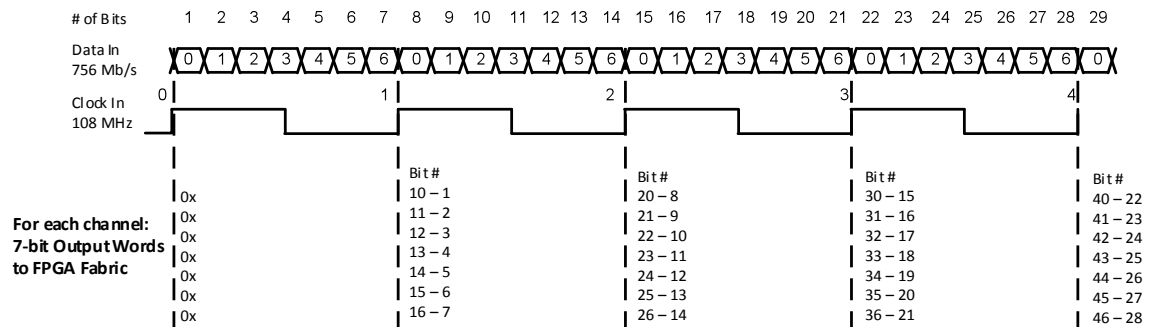 # of Bits 1 2 3 4 5 6 7 8 9 10 11 12 13 14 15 16 17 18 19 20 21 22 23 24 25 26 27 28 29
Data In
756 Mb/s
0 1 2 3 4 5 6 0 1 2 3 4 5 6 0 1 2 3 4 5 6 0 1 2 3 4 5 6 0
0 1 2 3 4
Clock In
108 MHz
For each channel:
7-bit Output Words
to FPGA Fabric
0x
0x
0x
0x
0x
0x
0x
Bit #
10 – 1
11 – 2
12 – 3
13 – 4
14 – 5
15 – 6
16 – 7
Bit #
20 – 8
21 – 9
22 – 10
23 – 11
24 – 12
25 – 13
26 – 14
Bit #
30 – 15
31 – 16
32 – 17
33 – 18
34 – 19
35 – 20
36 – 21
Bit #
40 – 22
41 – 23
42 – 24
43 – 25
44 – 26
45 – 27
46 – 28